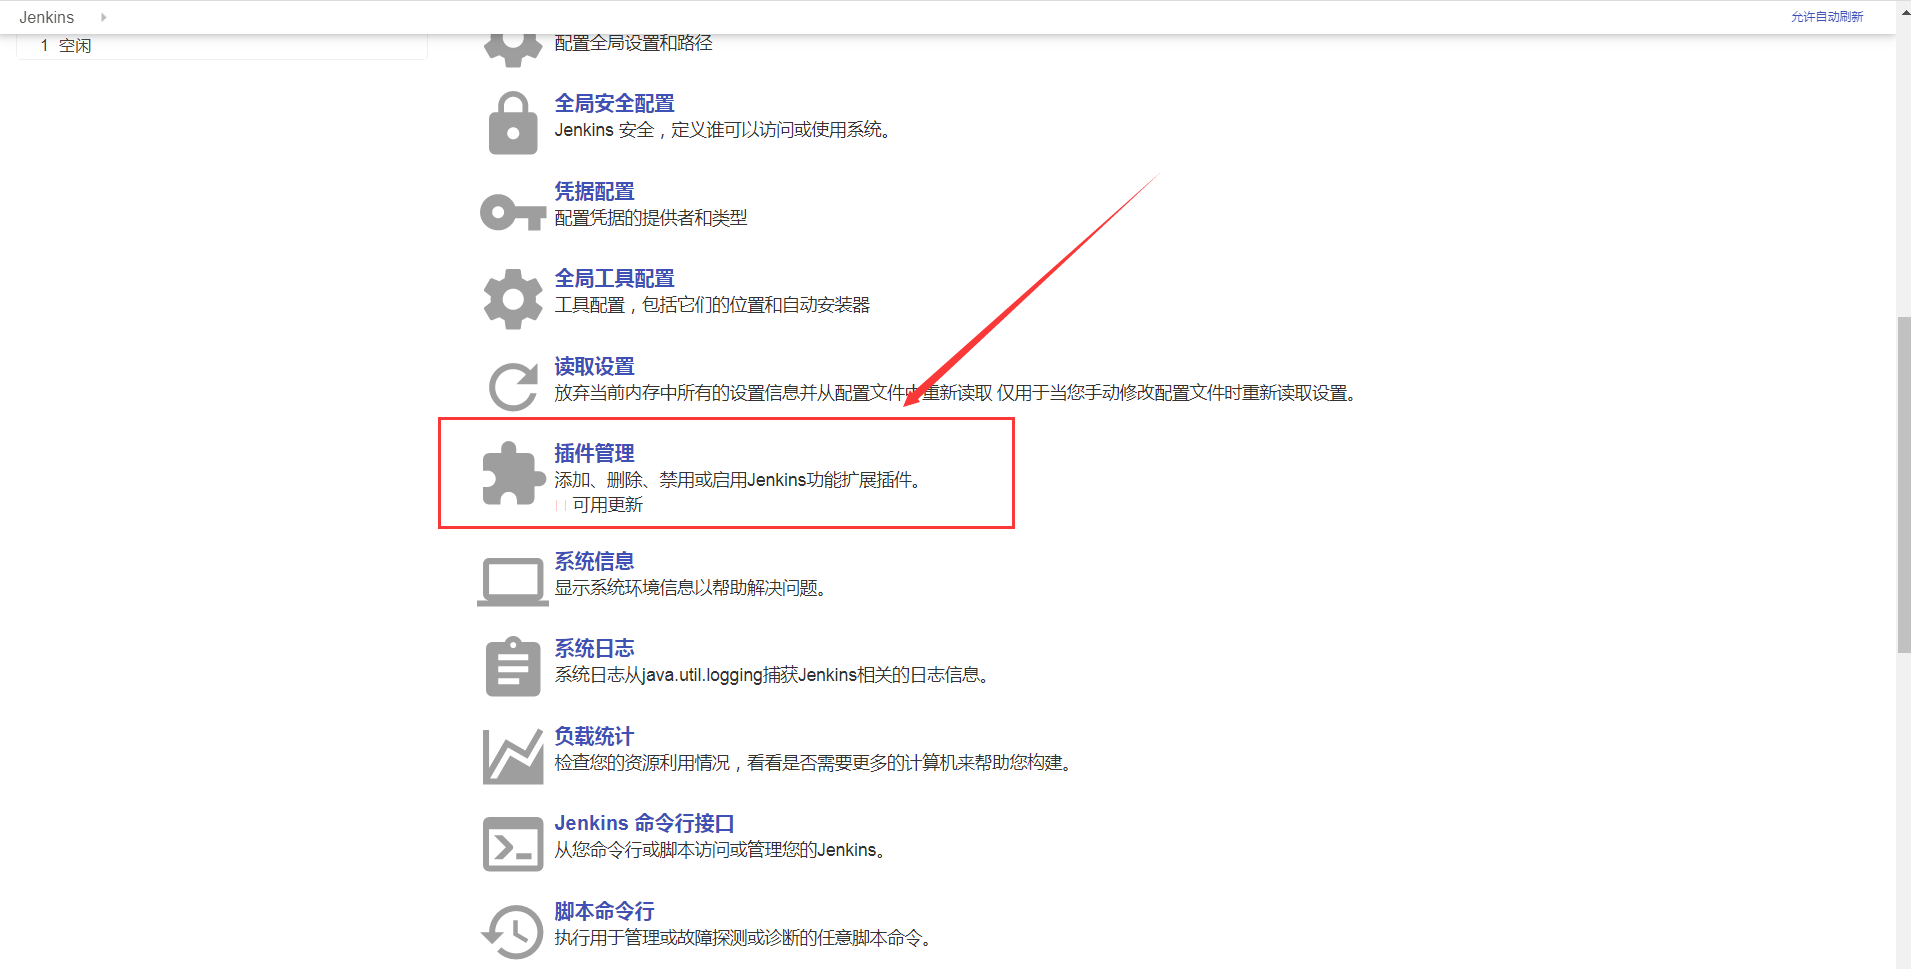 Jenkins
允许自动刷新
1 空闲
配置全局设置和路径
全局安全配置
Jenkins 安全，定义谁可以访问或使用系统。
凭据配置
配置凭据的提供者和类型
全局工具配置
工具配置，包括它们的位置和自动安装器
读取设置
放弃当前内存中所有的设置信息并从配置文件中重新读取 仅用于当您手动修改配置文件时重新读取设置。
插件管理
添加、删除、禁用或启用Jenkins功能扩展插件。
可用更新
系统信息
显示系统环境信息以帮助解决问题。
系统日志
系统日志从java.util.logging捕获Jenkins相关的日志信息。
负载统计
检查您的资源利用情况，看看是否需要更多的计算机来帮助您构建。
Jenkins 命令行接口
从您命令行或脚本访问或管理您的Jenkins。
脚本命令行
执行用于管理或故障探测或诊断的任意脚本命令。